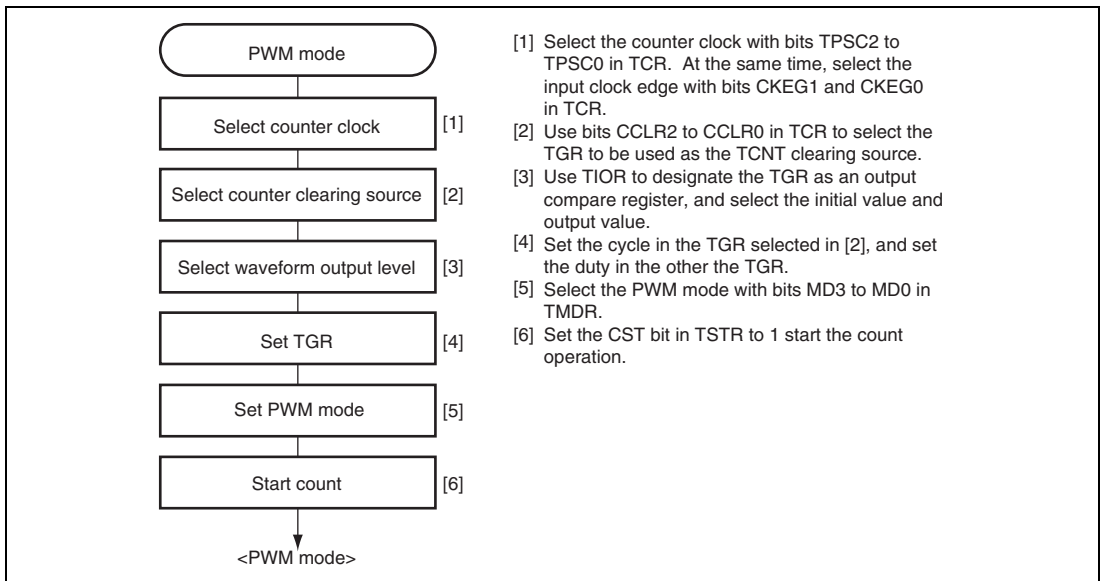 PWM mode
Select counter clock [1]
Select counter clearing source [2]
Select waveform output level [3]
Set TGR [4]
Set PWM mode [5]
Start count [6]
<PWM mode>
[1] Select the counter clock with bits TPSC2 to
TPSC0 in TCR. At the same time, select the
input clock edge with bits CKEG1 and CKEG0
in TCR.
[2] Use bits CCLR2 to CCLR0 in TCR to select the
TGR to be used as the TCNT clearing source.
[3] Use TIOR to designate the TGR as an output
compare register, and select the initial value and
output value.
[4] Set the cycle in the TGR selected in [2], and set
the duty in the other the TGR.
[5] Select the PWM mode with bits MD3 to MD0 in
TMDR.
[6] Set the CST bit in TSTR to 1 start the count
operation.